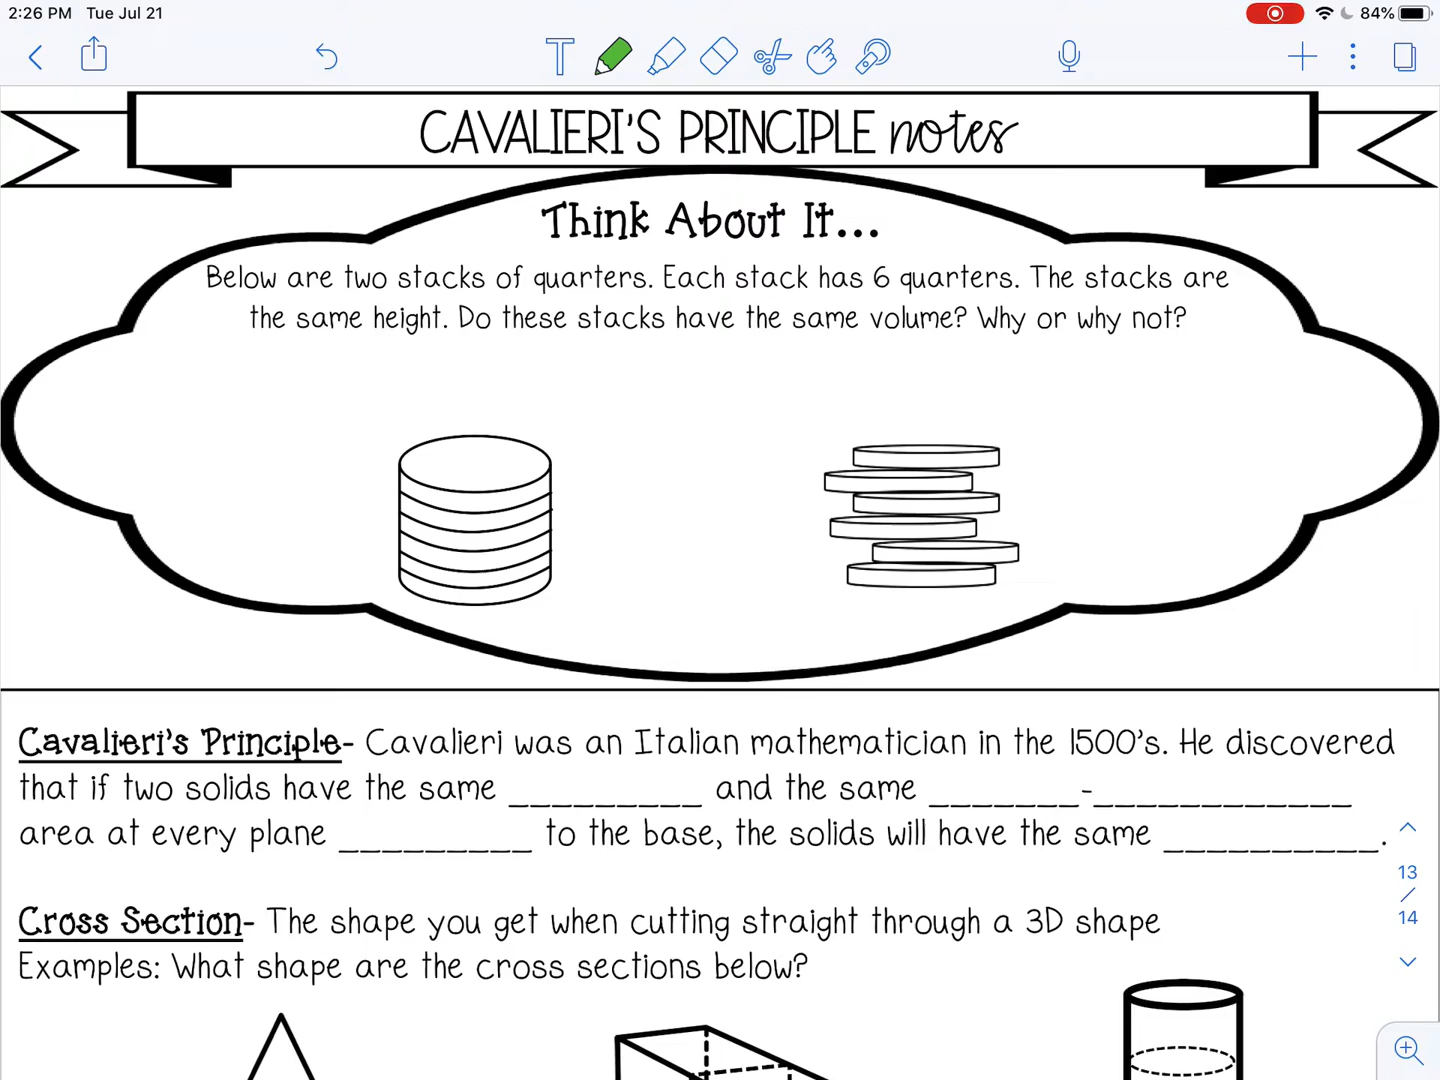 2:26 PM Tue Jul 21 84%
CAVALIERI'S PRINCIPLE notes
Think About It...
Below are two stacks of quarters. Each stack has 6 quarters. The stacks are
the same height. Do these stacks have the same volume? Why or why not?
Cavalieri's Principle- Cavalieri was an Italian mathematician in the 1500's. He discovered
that if two solids have the same _________ and the same _______-____________
area at every plane _________ to the base, the solids will have the same __________.
13
/
14
Cross Section- The shape you get when cutting straight through a 3D shape
Examples: What shape are the cross sections below?